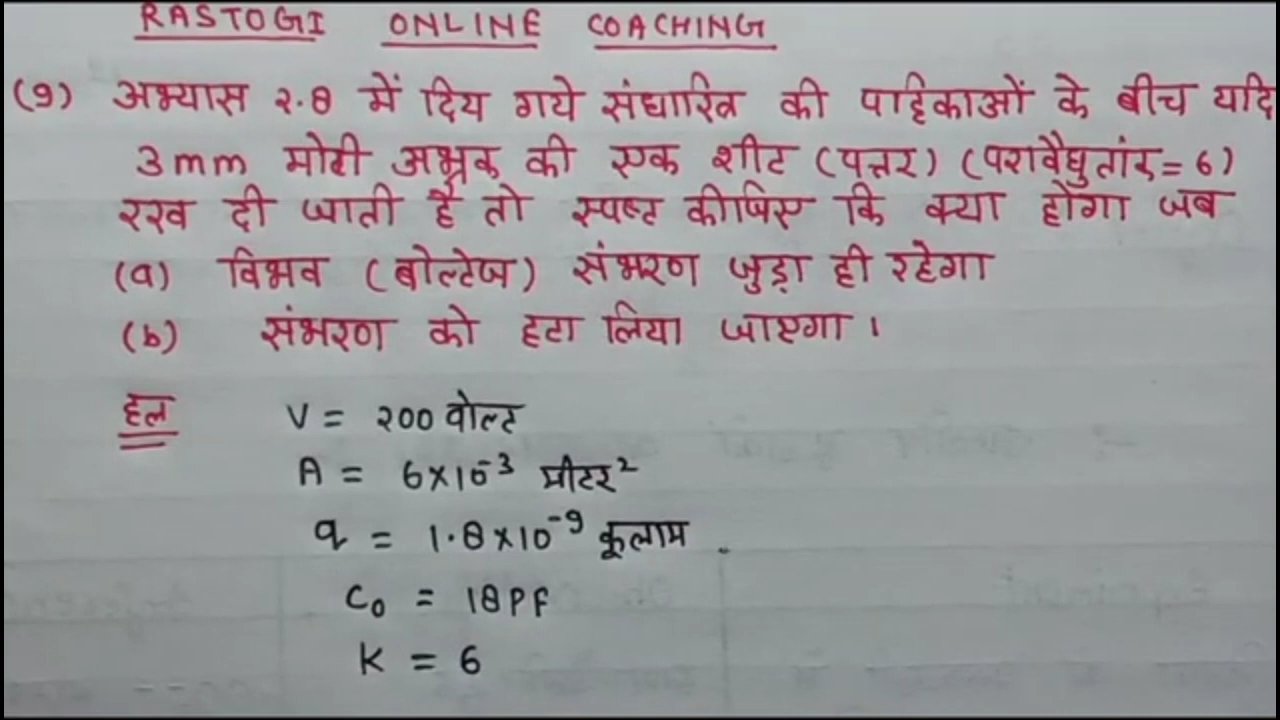 RASTOGI ONLINE COACHING
(9) अभ्यास २.8 में दिय गये संधारित्र की पट्टिकाओं के बीच यदि
3mm मोटी अभ्रक की एक शीट (पत्तर) (परावैधुतांक = 6)
रख दी जाती है तो स्पष्ट कीजिए कि क्या होगा जब
(a) विभव (बोल्टेज) संभरण जुड़ा ही रहेगा
(b) संभरण को हटा लिया जाएगा।
हल V = २00 वोल्ट
A = 6×10⁻³ मीटर²
q = 1.8×10⁻⁹ कूलाम
C₀ = 18PF
K = 6